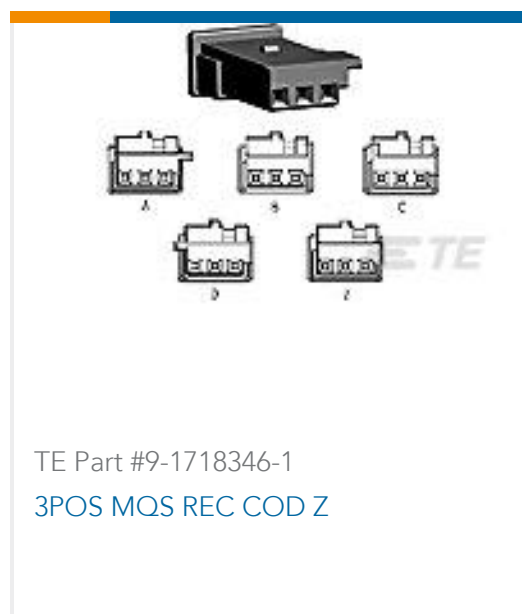 A B C
TE
D Z
TE Part #9-1718346-1
3POS MQS REC COD Z